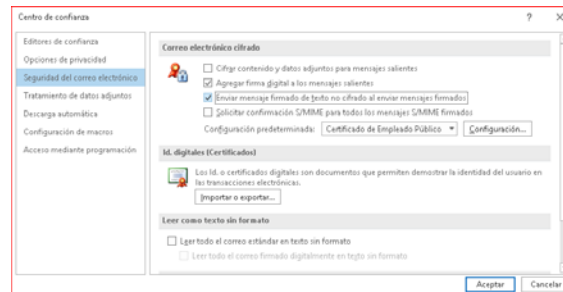 Centro de confianza
?
Editores de confianza
Opciones de privacidad
Seguridad del correo electrónico
Tratamiento de datos adjuntos
Descarga automática
Configuración de macros
Acceso mediante programación
Correo electrónico cifrado
Cifrar contenido y datos adjuntos para mensajes salientes
Agregar firma digital a los mensajes salientes
Enviar mensaje firmado de texto no cifrado al enviar mensajes firmados
Solicitar confirmación S/MIME para todos los mensajes S/MIME firmados
Configuración predeterminada: Certificado de Empleado Público Configuración...
Id. digitales (Certificados)
Los Id. o certificados digitales son documentos que permiten demostrar la identidad del usuario en
las transacciones electrónicas.
Importar o exportar...
Leer como texto sin formato
Leer todo el correo estándar en texto sin formato
Leer todo el correo firmado digitalmente en texto sin formato
Aceptar Cancelar